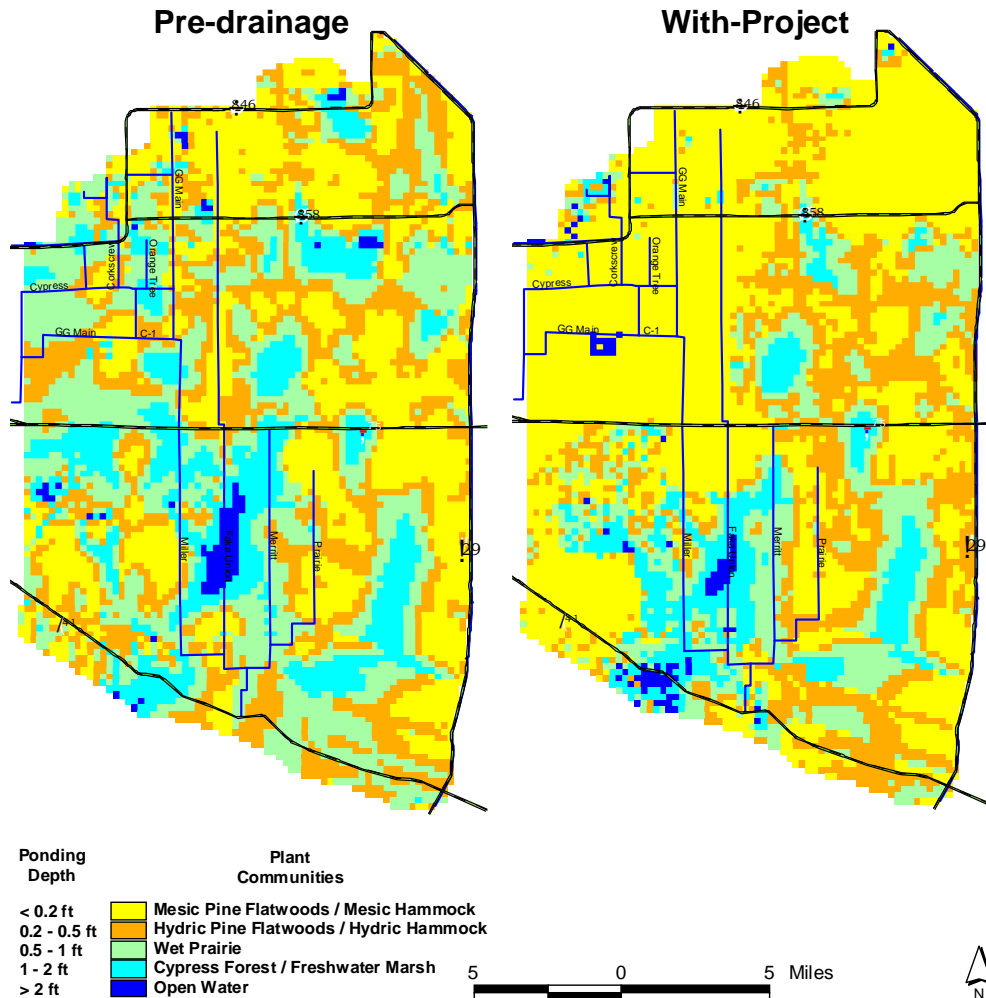 Pre-drainage
With-Project
846
846
GG Main
GG Main
858
858
Corkscrew
Orange Tree
Corkscrew
Orange Tree
Cypress
Cypress
GG Main
C-1
GG Main
C-1
75
75
Miller
Faka Union
Merritt
Prairie
Miller
Faka Union
Merritt
Prairie
29
29
41
41
Ponding
Depth
Plant
Communities
< 0.2 ft
Mesic Pine Flatwoods / Mesic Hammock
0.2 - 0.5 ft
Hydric Pine Flatwoods / Hydric Hammock
0.5 - 1 ft
Wet Prairie
1 - 2 ft
Cypress Forest / Freshwater Marsh
> 2 ft
Open Water
5
0
5
Miles
N